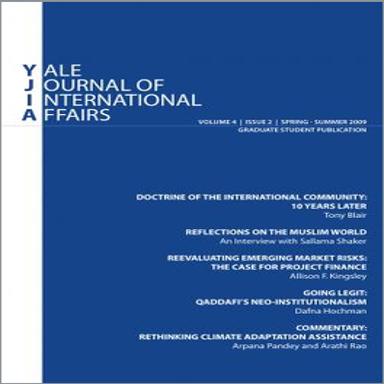 YALE
JOURNAL OF
INTERNATIONAL
AFFAIRS
VOLUME 4 | ISSUE 2 | SPRING - SUMMER 2009
GRADUATE STUDENT PUBLICATION
DOCTRINE OF THE INTERNATIONAL COMMUNITY:
10 YEARS LATER
Tony Blair
REFLECTIONS ON THE MUSLIM WORLD
An Interview with Sallama Shaker
REEVALUATING EMERGING MARKET RISKS:
THE CASE FOR PROJECT FINANCE
Allison F. Kingsley
GOING LEGIT:
QADDAFI'S NEO-INSTITUTIONALISM
Dafna Hochman
COMMENTARY:
RETHINKING CLIMATE ADAPTATION ASSISTANCE
Arpana Pandey and Arathi Rao